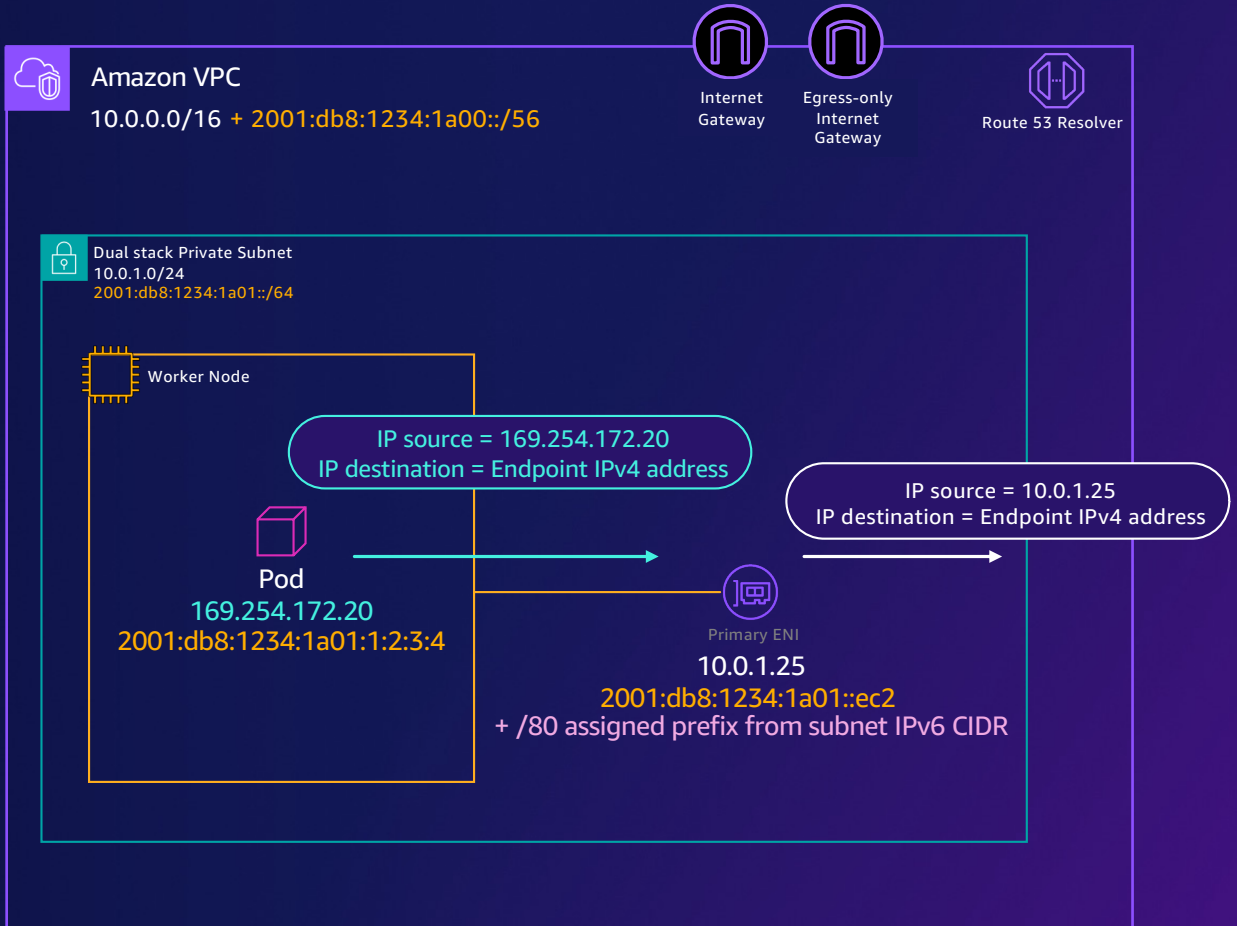 Amazon VPC
10.0.0.0/16 + 2001:db8:1234:1a00::/56
Internet
Gateway
Egress-only
Internet
Gateway
Route 53 Resolver
Dual stack Private Subnet
10.0.1.0/24
2001:db8:1234:1a01::/64
Worker Node
IP source = 169.254.172.20
IP destination = Endpoint IPv4 address
IP source = 10.0.1.25
IP destination = Endpoint IPv4 address
Pod
169.254.172.20
2001:db8:1234:1a01:1:2:3:4
Primary ENI
10.0.1.25
2001:db8:1234:1a01::ec2
+ /80 assigned prefix from subnet IPv6 CIDR